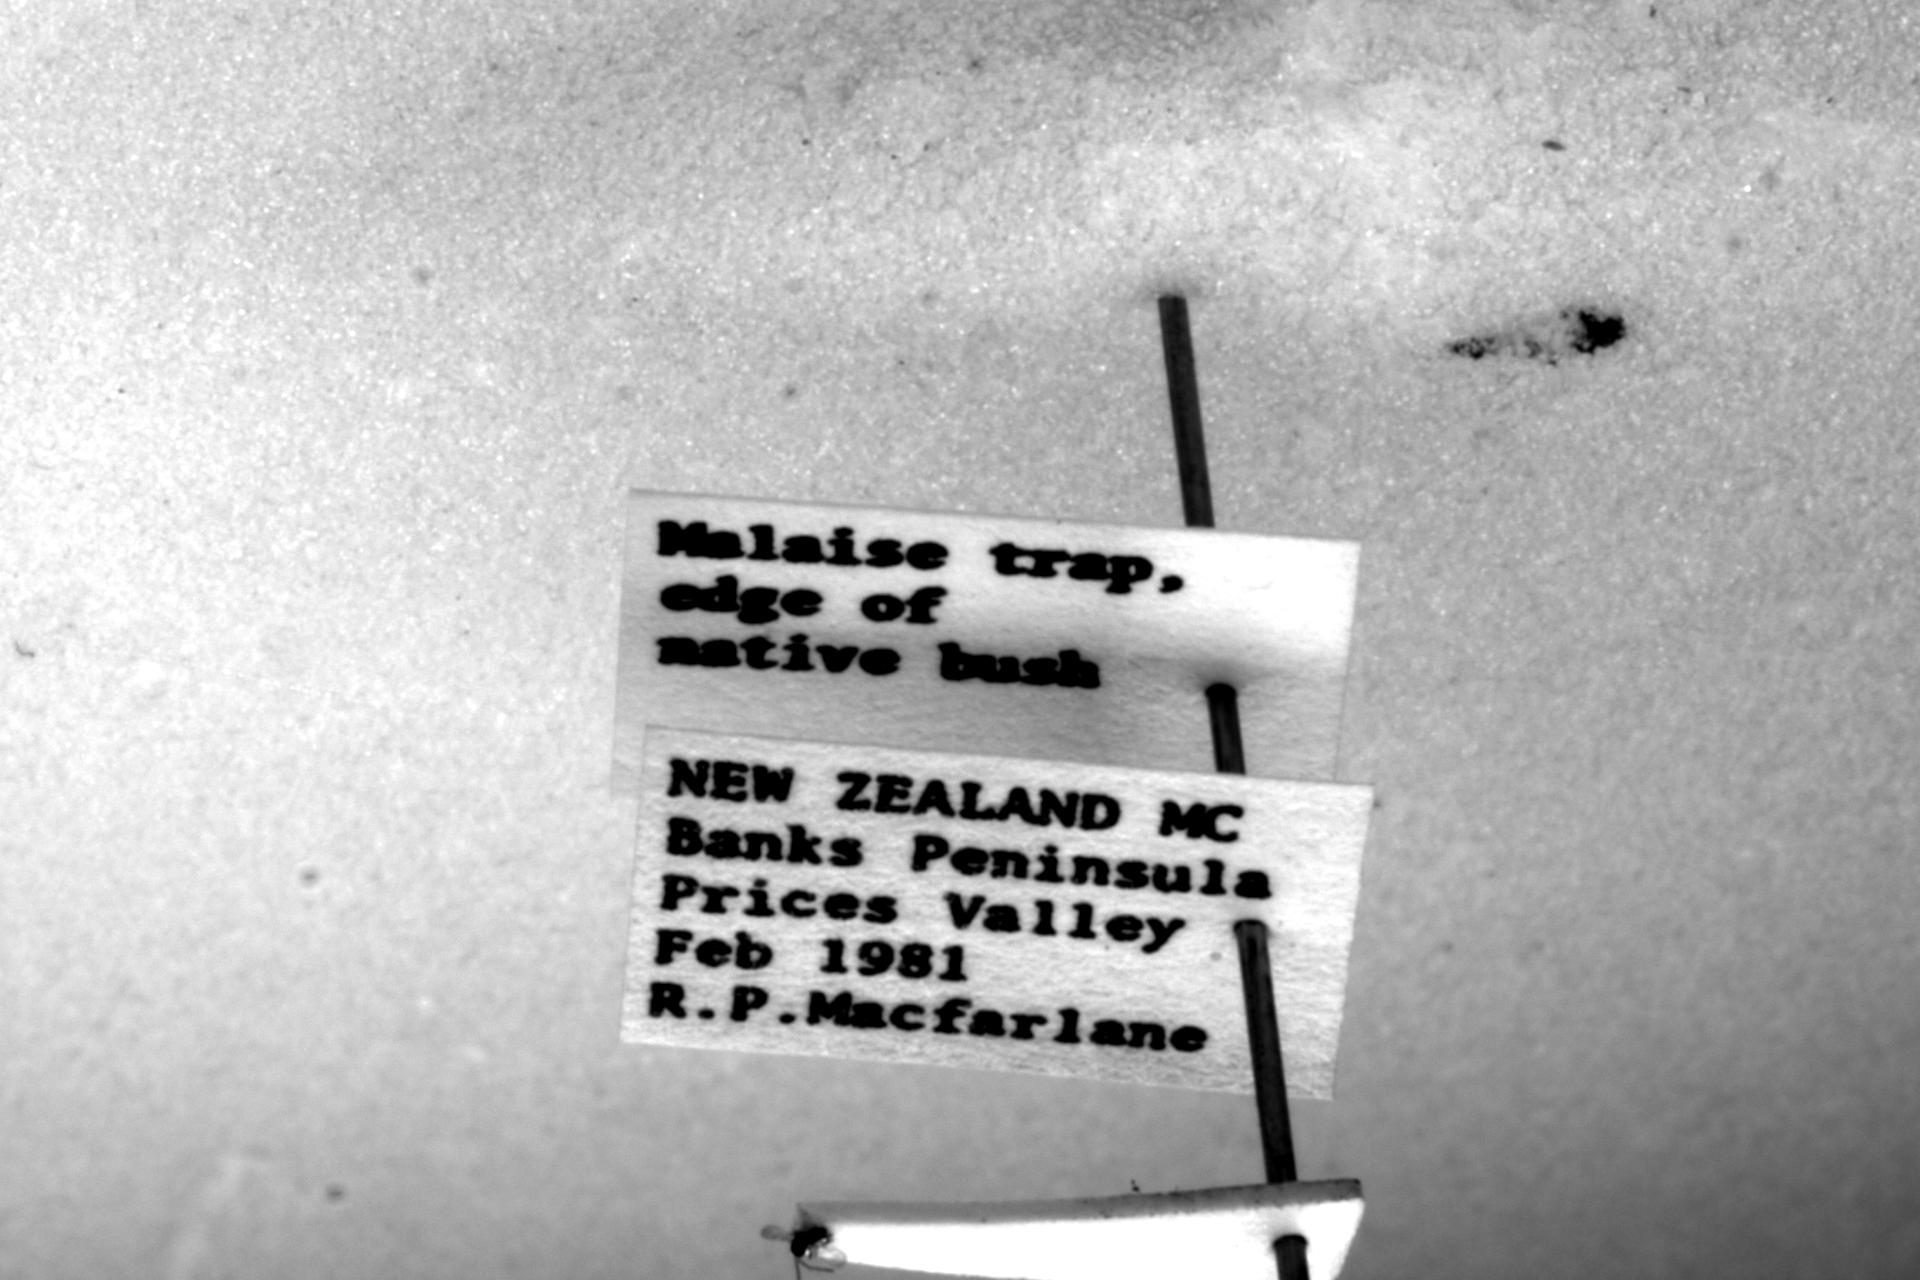 Malaise trap,
edge of
native bush
NEW ZEALAND MC
Banks Peninsula
Prices Valley
Feb 1981
R.P.Macfarlane